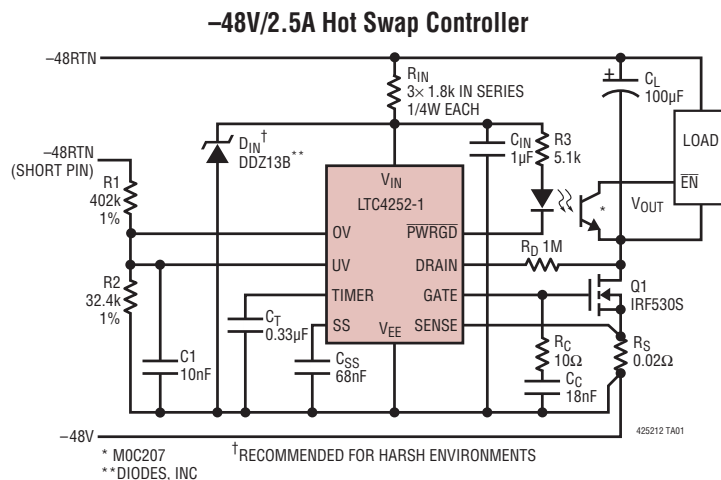 –48V/2.5A Hot Swap Controller
–48RTN
RIN
3× 1.8k IN SERIES
1/4W EACH
CL
100µF
LOAD
EN
VOUT
–48RTN
(SHORT PIN)
DIN†
DDZ13B**
CIN
1µF
R3
5.1k
*
R1
402k
1%
R2
32.4k
1%
VIN
LTC4252-1
OV
UV
TIMER
SS
VEE
PWRGD
DRAIN
GATE
SENSE
RD 1M
Q1
IRF530S
C1
10nF
CT
0.33µF
CSS
68nF
RC
10Ω
CC
18nF
RS
0.02Ω
–48V
425212 TA01
* M0C207
**DIODES, INC
†RECOMMENDED FOR HARSH ENVIRONMENTS